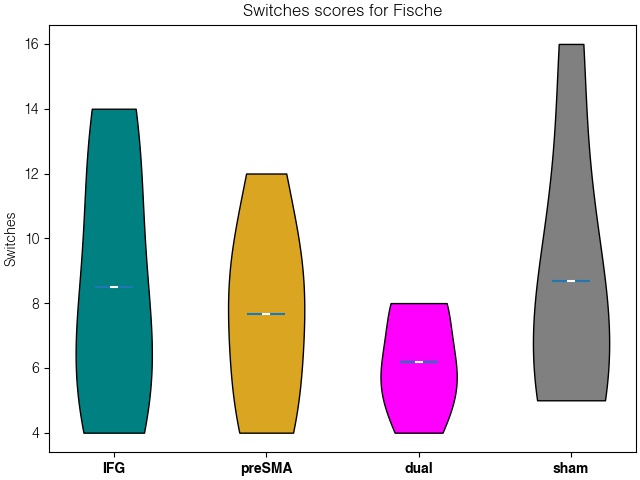 Switches scores for Fische
Switches
16
14
12
10
8
6
4
IFG
preSMA
dual
sham